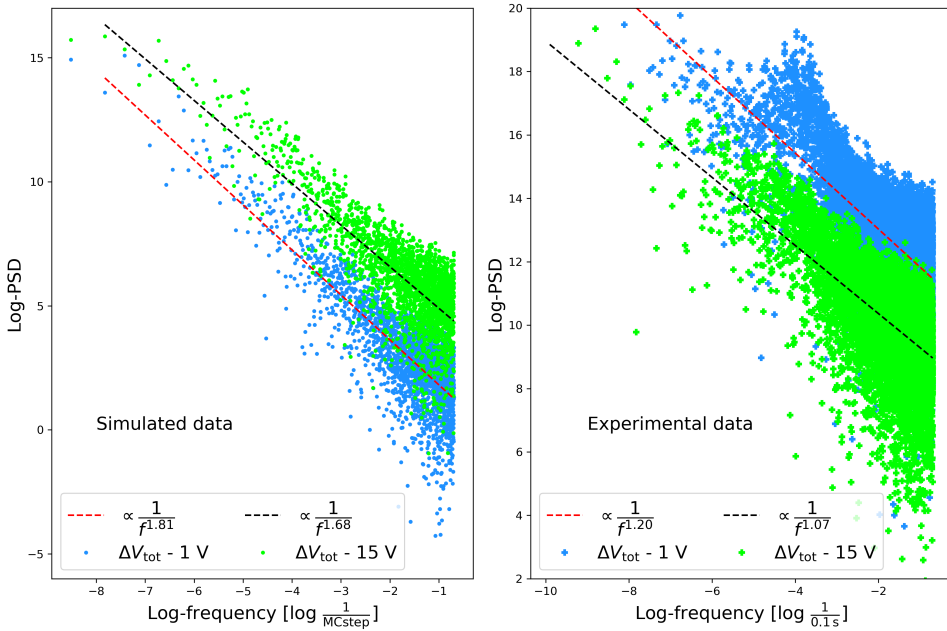 15
10
5
0
−5
Log-PSD
−8
−7
−6
−5
−4
−3
−2
−1
Log-frequency [log 1/MCstep]
Simulated data
∝ 1/f^1.81
∝ 1/f^1.68
ΔV_tot - 1 V
ΔV_tot - 15 V
20
18
16
14
12
10
8
6
4
2
Log-PSD
−10
−8
−6
−4
−2
Log-frequency [log 1/0.1 s]
Experimental data
∝ 1/f^1.20
∝ 1/f^1.07
ΔV_tot - 1 V
ΔV_tot - 15 V